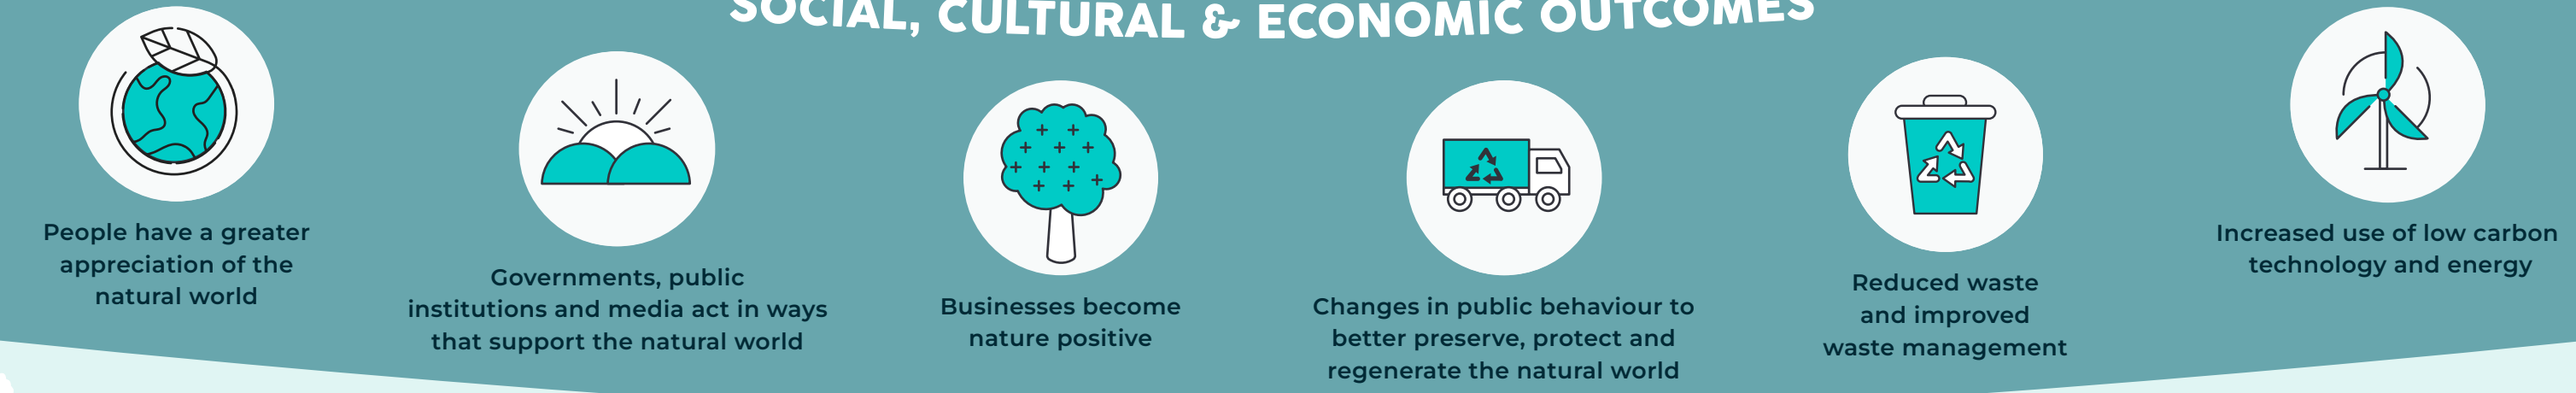 SOCIAL, CULTURAL & ECONOMIC OUTCOMES
People have a greater
appreciation of the
natural world
Governments, public
institutions and media act in ways
that support the natural world
Businesses become
nature positive
Changes in public behaviour to
better preserve, protect and
regenerate the natural world
Reduced waste
and improved
waste management
Increased use of low carbon
technology and energy